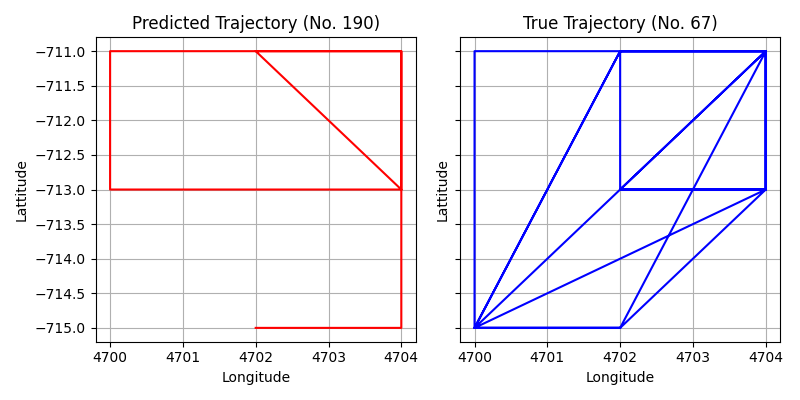 Predicted Trajectory (No. 190)
True Trajectory (No. 67)
Lattitude
−711.0
−711.5
−712.0
−712.5
−713.0
−713.5
−714.0
−714.5
−715.0
4700 4701 4702 4703 4704
Longitude
Lattitude
4700 4701 4702 4703 4704
Longitude